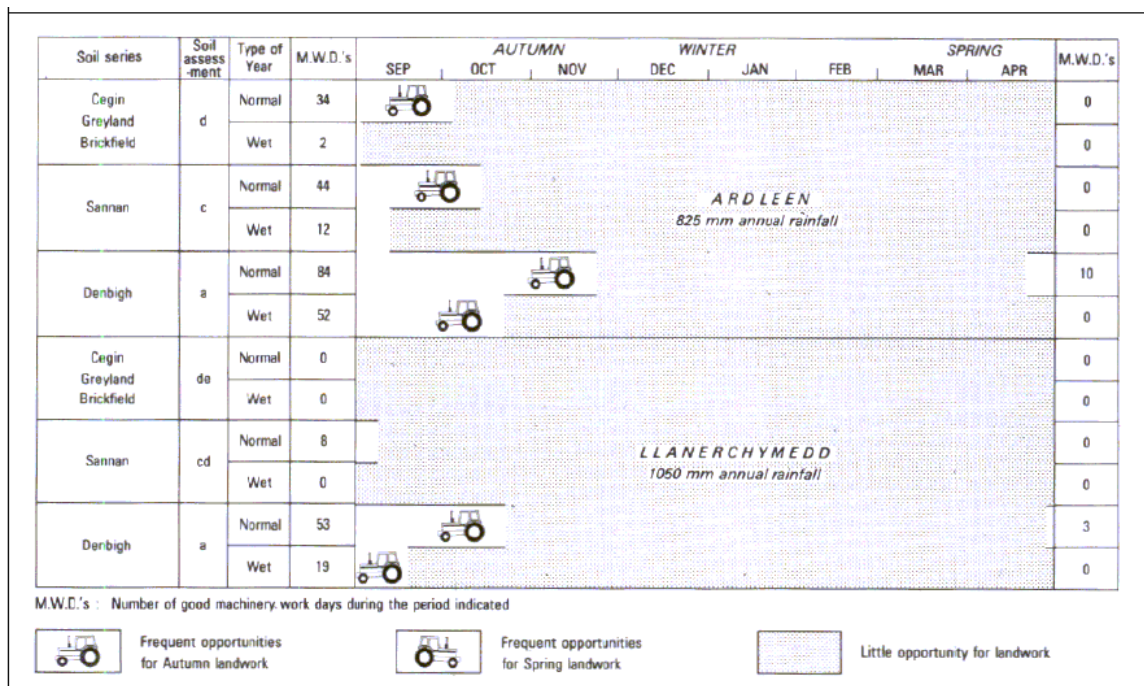 Soil series Soil assess -ment Type of Year M.W.D.'s AUTUMN WINTER SPRING M.W.D.'s
SEP OCT NOV DEC JAN FEB MAR APR
Cegin Greyland Brickfield d Normal 34 0
Wet 2 0
Sannan c Normal 44 0
Wet 12 0
ARDLEEN
825 mm annual rainfall
Denbigh a Normal 84 10
Wet 52 0
Cegin Greyland Brickfield de Normal 0 0
Wet 0 0
Sannan cd Normal 8 0
Wet 0 0
LLANERCHYMEDD
1050 mm annual rainfall
Denbigh a Normal 53 3
Wet 19 0
M.W.D.'s : Number of good machinery work days during the period indicated
Frequent opportunities
for Autumn landwork
Frequent opportunities
for Spring landwork
Little opportunity for landwork